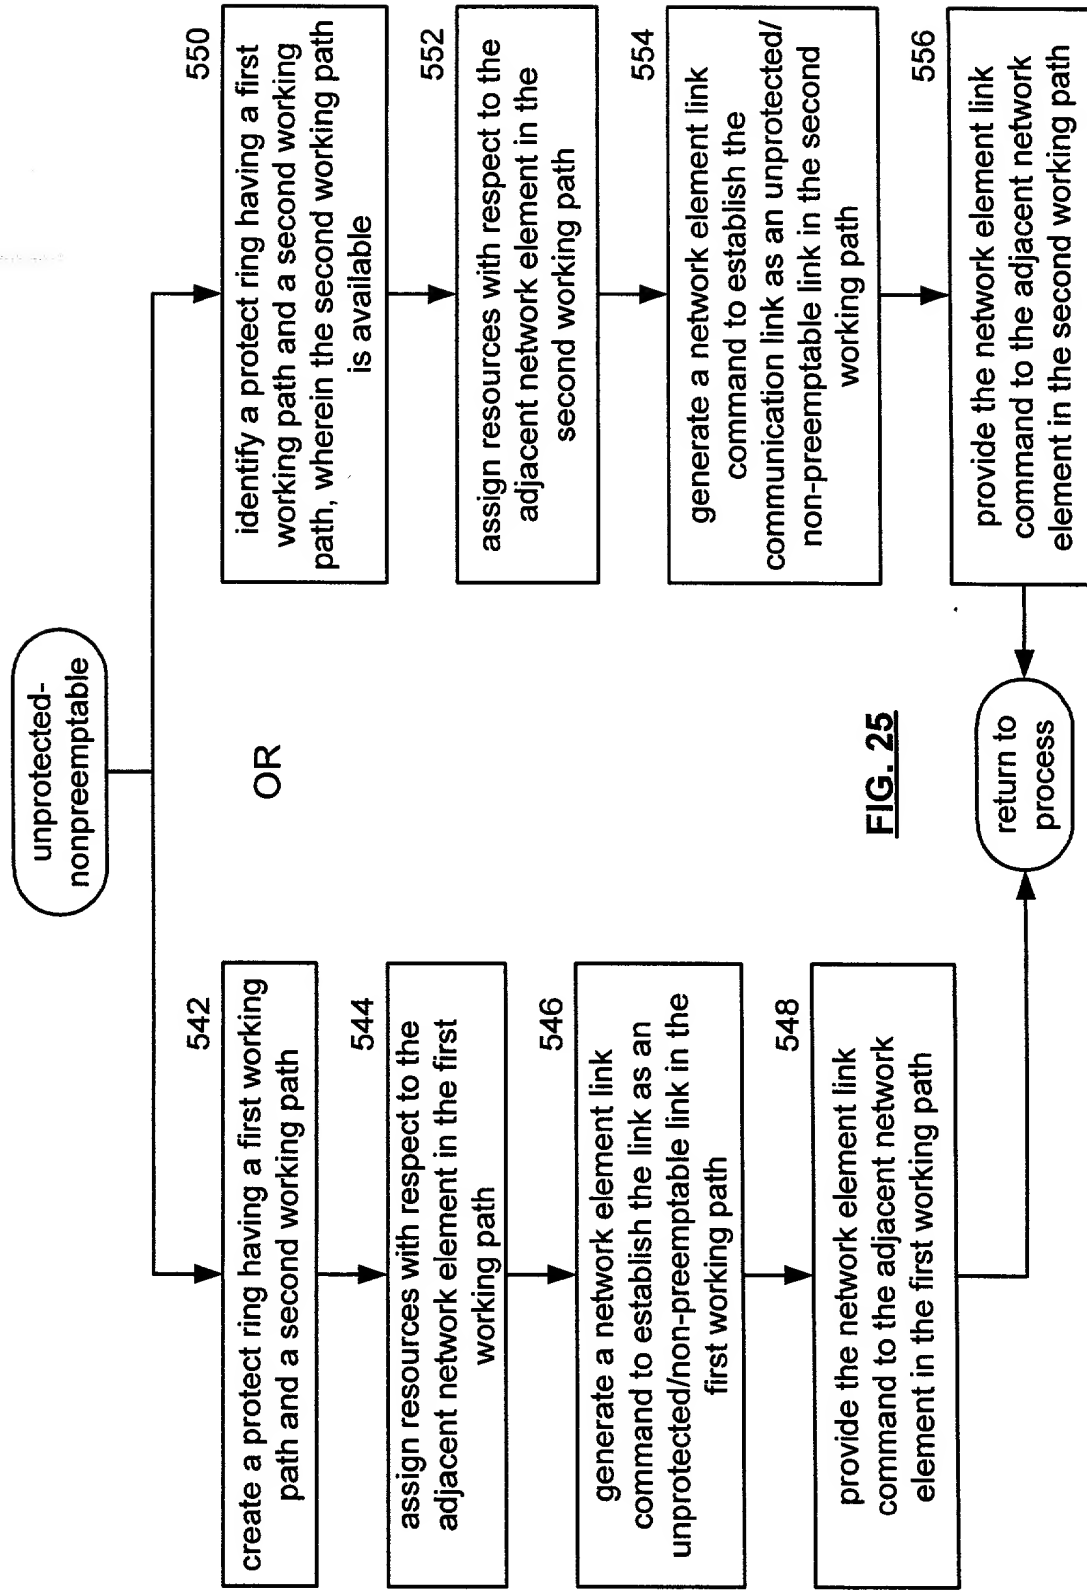 unprotected-
nonpreemptable
OR
542
create a protect ring having a first working
path and a second working path
544
assign resources with respect to the
adjacent network element in the first
working path
546
generate a network element link
command to establish the link as an
unprotected/non-preemptable link in the
first working path
548
provide the network element link
command to the adjacent network
element in the first working path
550
identify a protect ring having a first
working path and a second working
path, wherein the second working path
is available
552
assign resources with respect to the
adjacent network element in the
second working path
554
generate a network element link
command to establish the
communication link as an unprotected/
non-preemptable link in the second
working path
556
provide the network element link
command to the adjacent network
element in the second working path
return to
process
FIG. 25